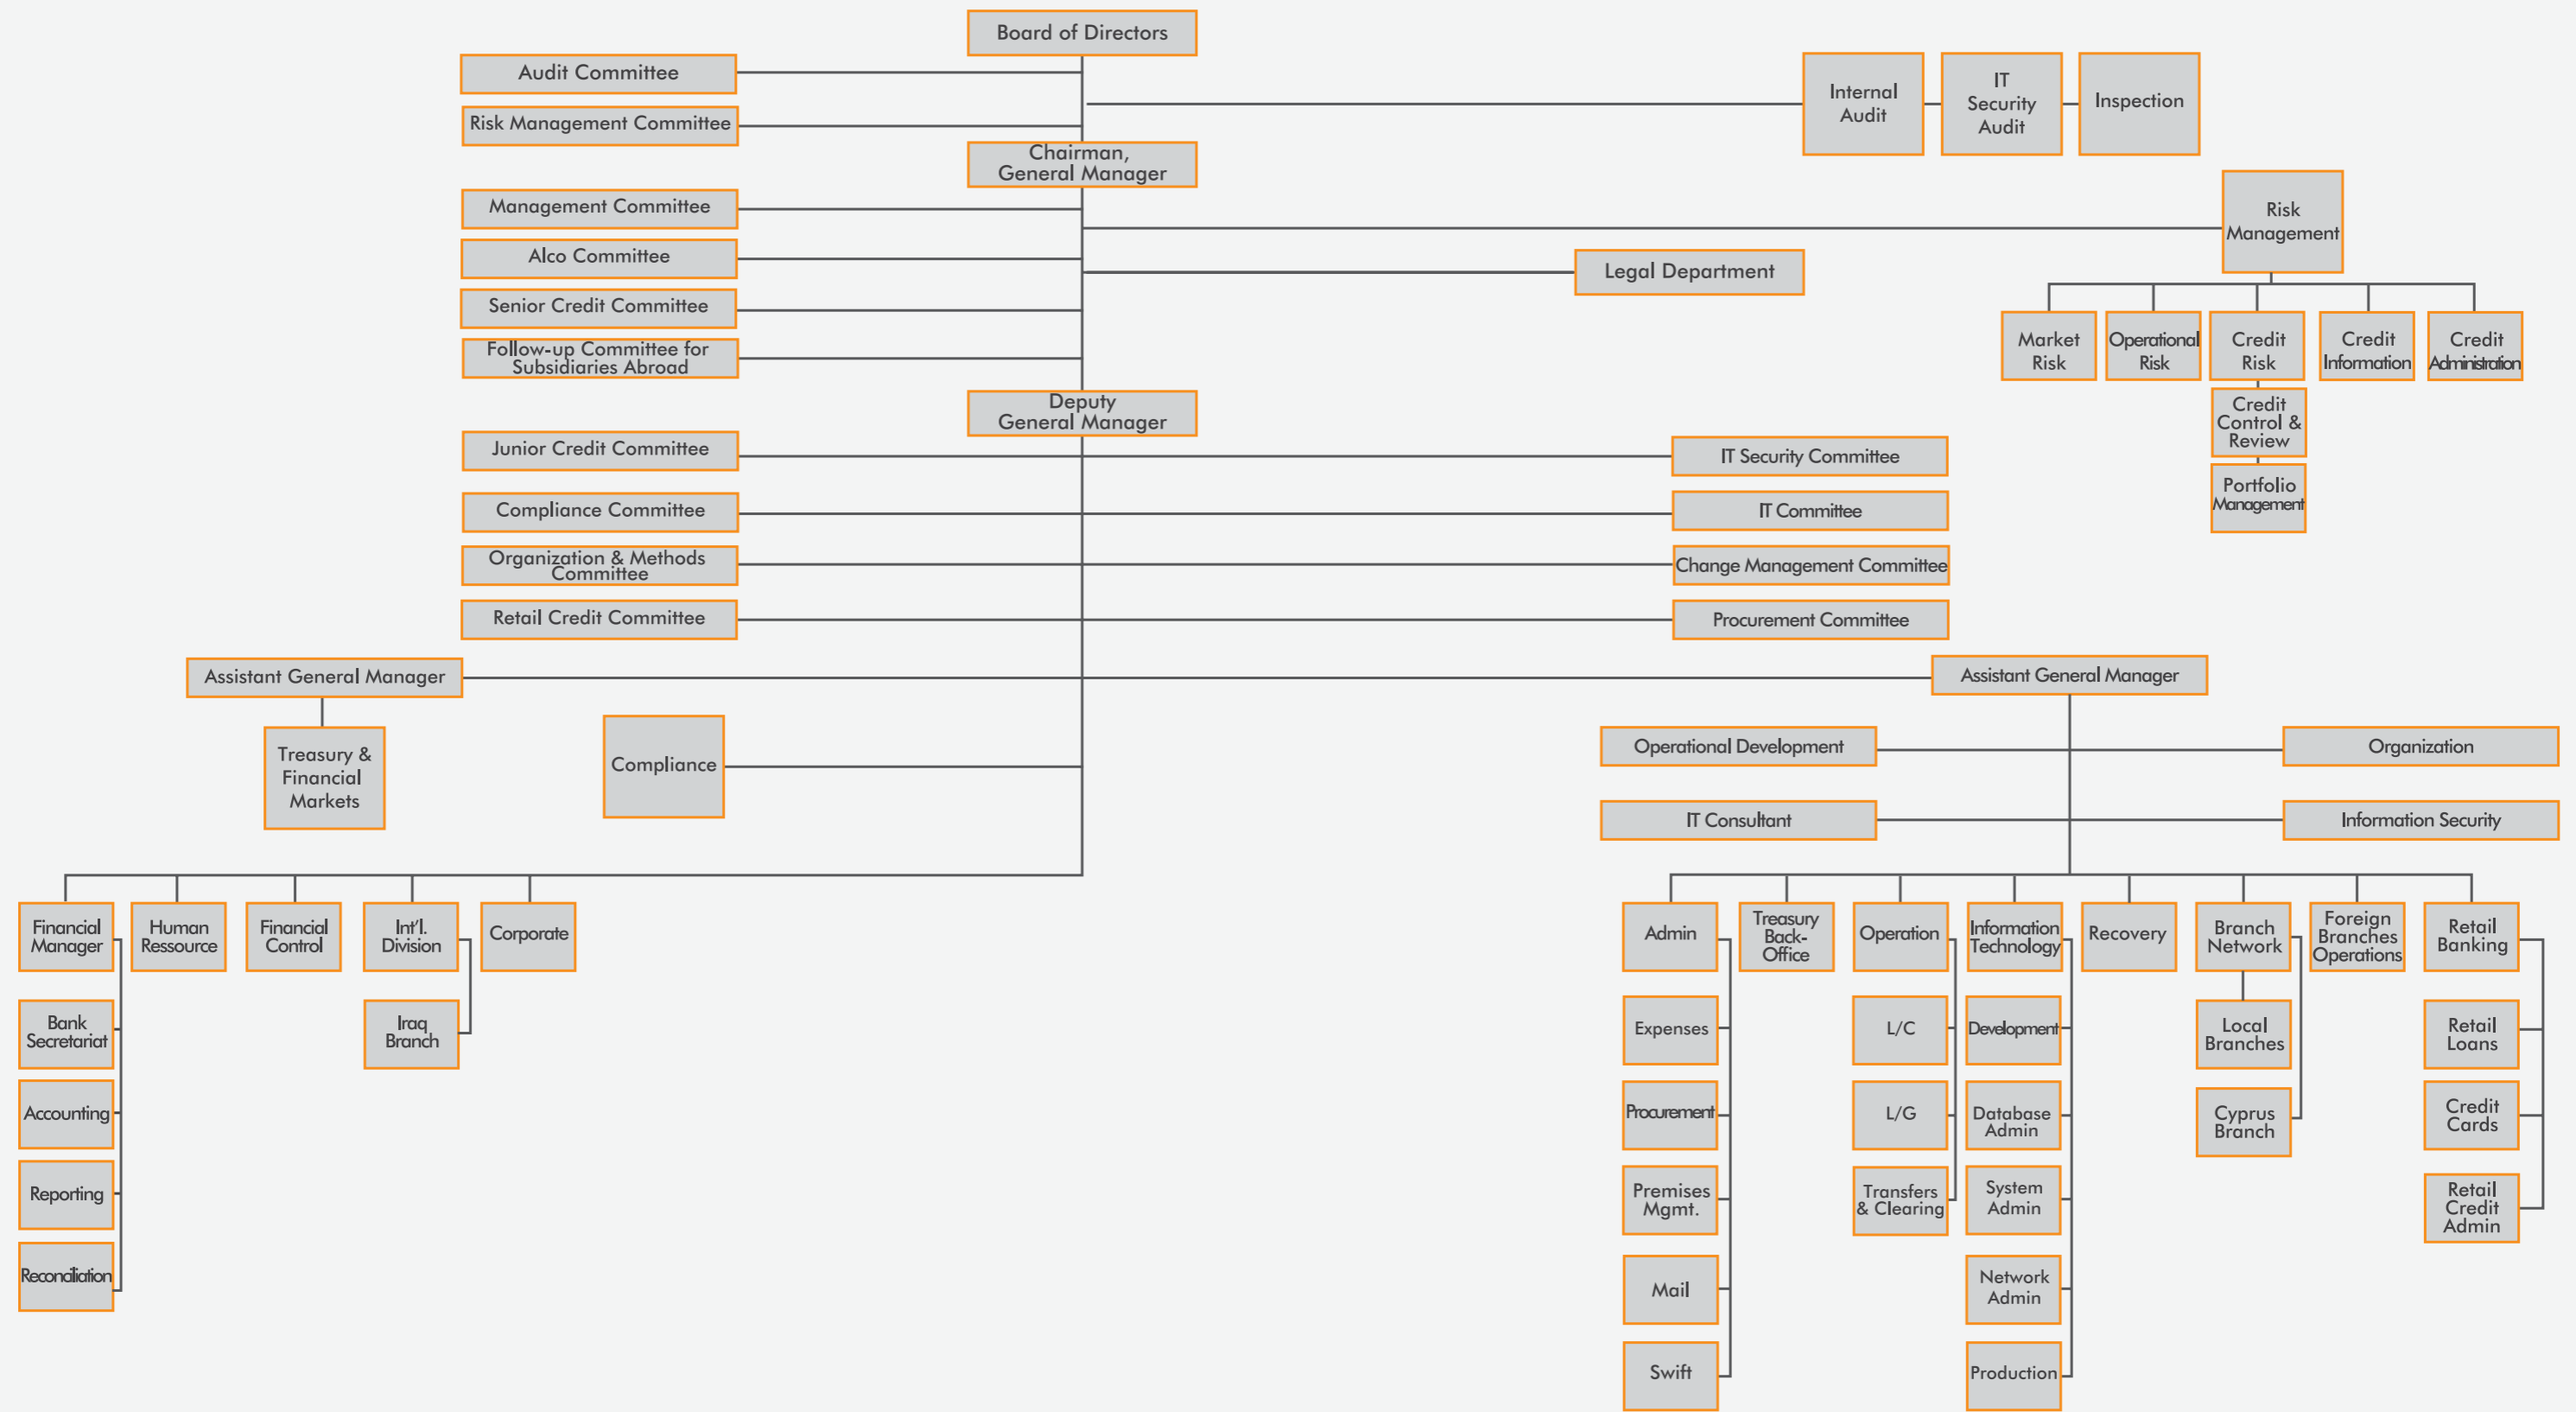 Board of Directors
Audit Committee
Risk Management Committee
Internal
Audit
IT
Security
Audit
Inspection
Chairman,
General Manager
Management Committee
Alco Committee
Senior Credit Committee
Follow-up Committee for
Subsidiaries Abroad
Legal Department
Risk
Management
Market
Risk
Operational
Risk
Credit
Risk
Credit
Information
Credit
Administration
Credit
Control &
Review
Portfolio
Management
Deputy
General Manager
Junior Credit Committee
IT Security Committee
Compliance Committee
IT Committee
Organization & Methods
Committee
Change Management Committee
Retail Credit Committee
Procurement Committee
Assistant General Manager
Assistant General Manager
Treasury &
Financial
Markets
Compliance
Operational Development
Organization
IT Consultant
Information Security
Financial
Manager
Human
Ressource
Financial
Control
Int'l.
Division
Corporate
Bank
Secretariat
Accounting
Reporting
Reconciliation
Iraq
Branch
Admin
Treasury
Back-
Office
Operation
Information
Technology
Recovery
Branch
Network
Foreign
Branches
Operations
Retail
Banking
Expenses
Procurement
Premises
Mgmt.
Mail
Swift
L/C
L/G
Transfers
& Clearing
Development
Database
Admin
System
Admin
Network
Admin
Production
Local
Branches
Cyprus
Branch
Retail
Loans
Credit
Cards
Retail
Credit
Admin